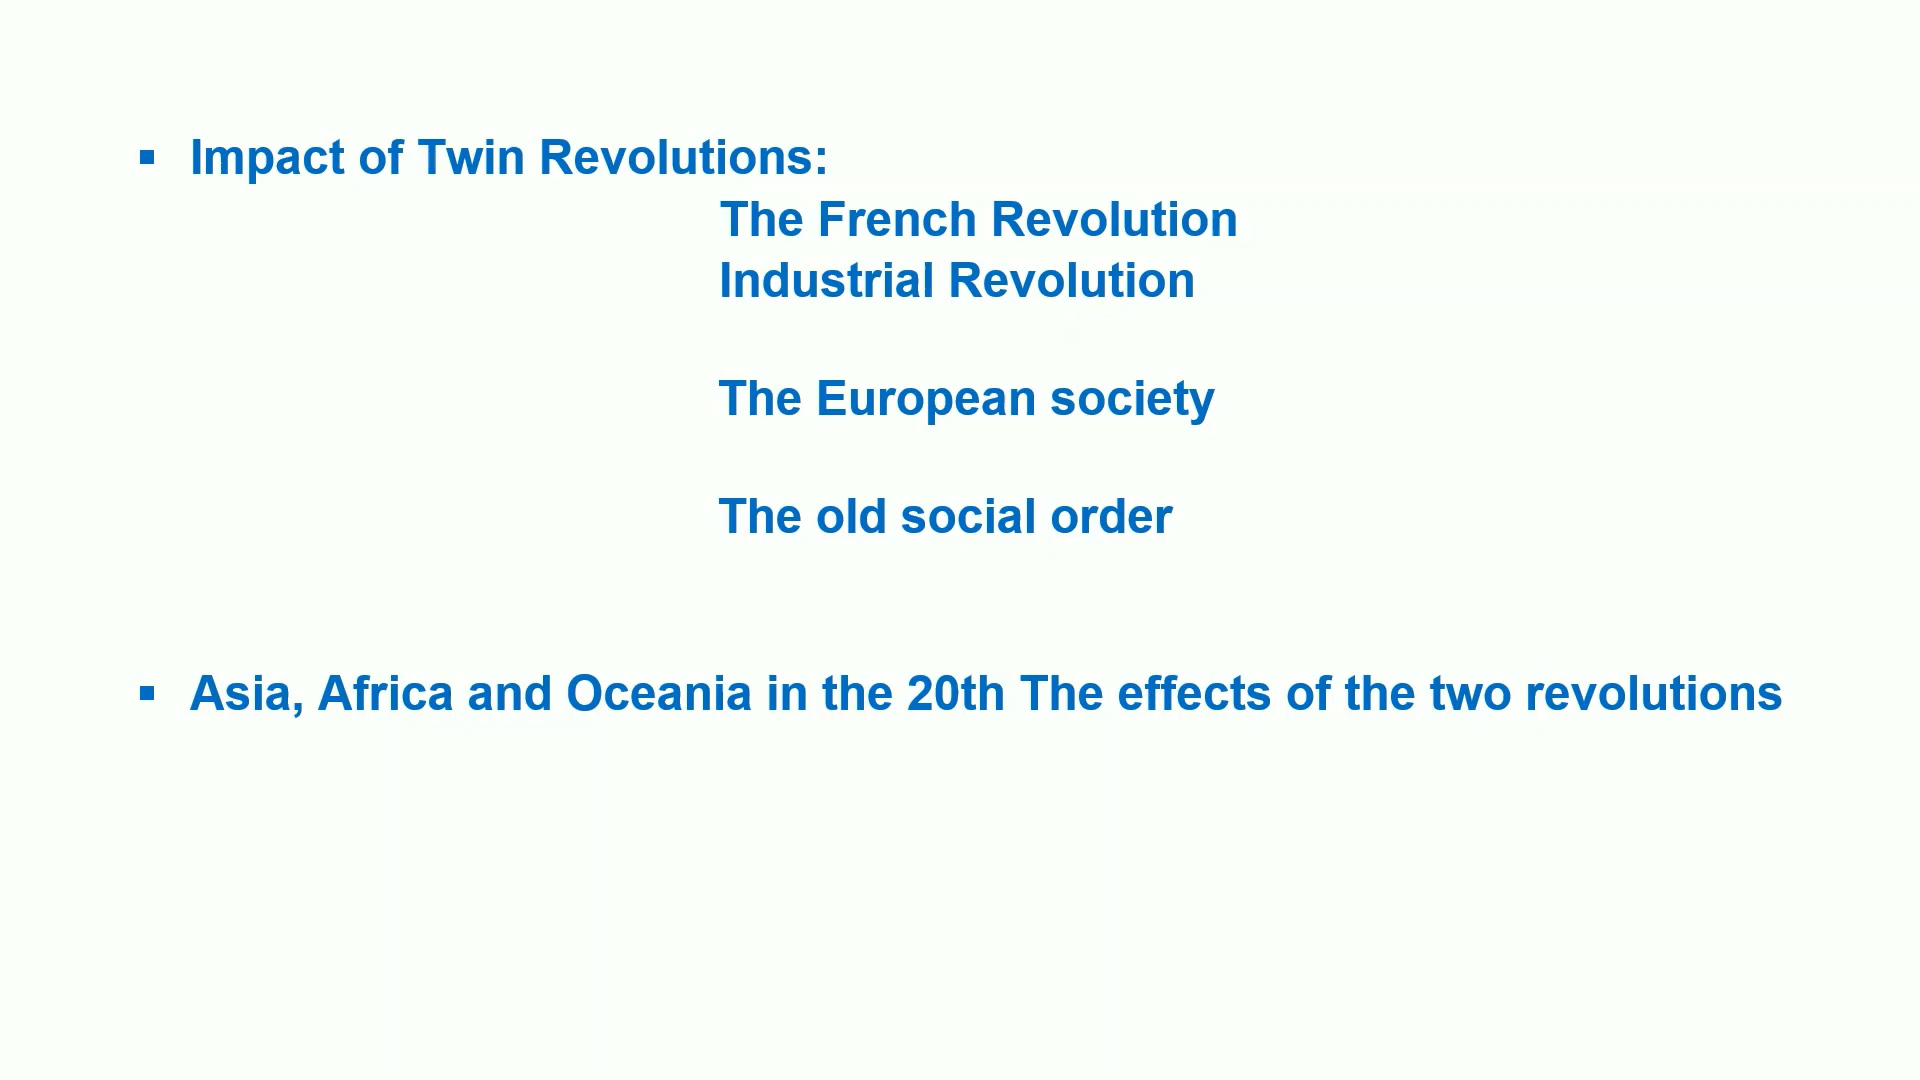 ▪ Impact of Twin Revolutions:
The French Revolution
Industrial Revolution
The European society
The old social order
▪ Asia, Africa and Oceania in the 20th The effects of the two revolutions